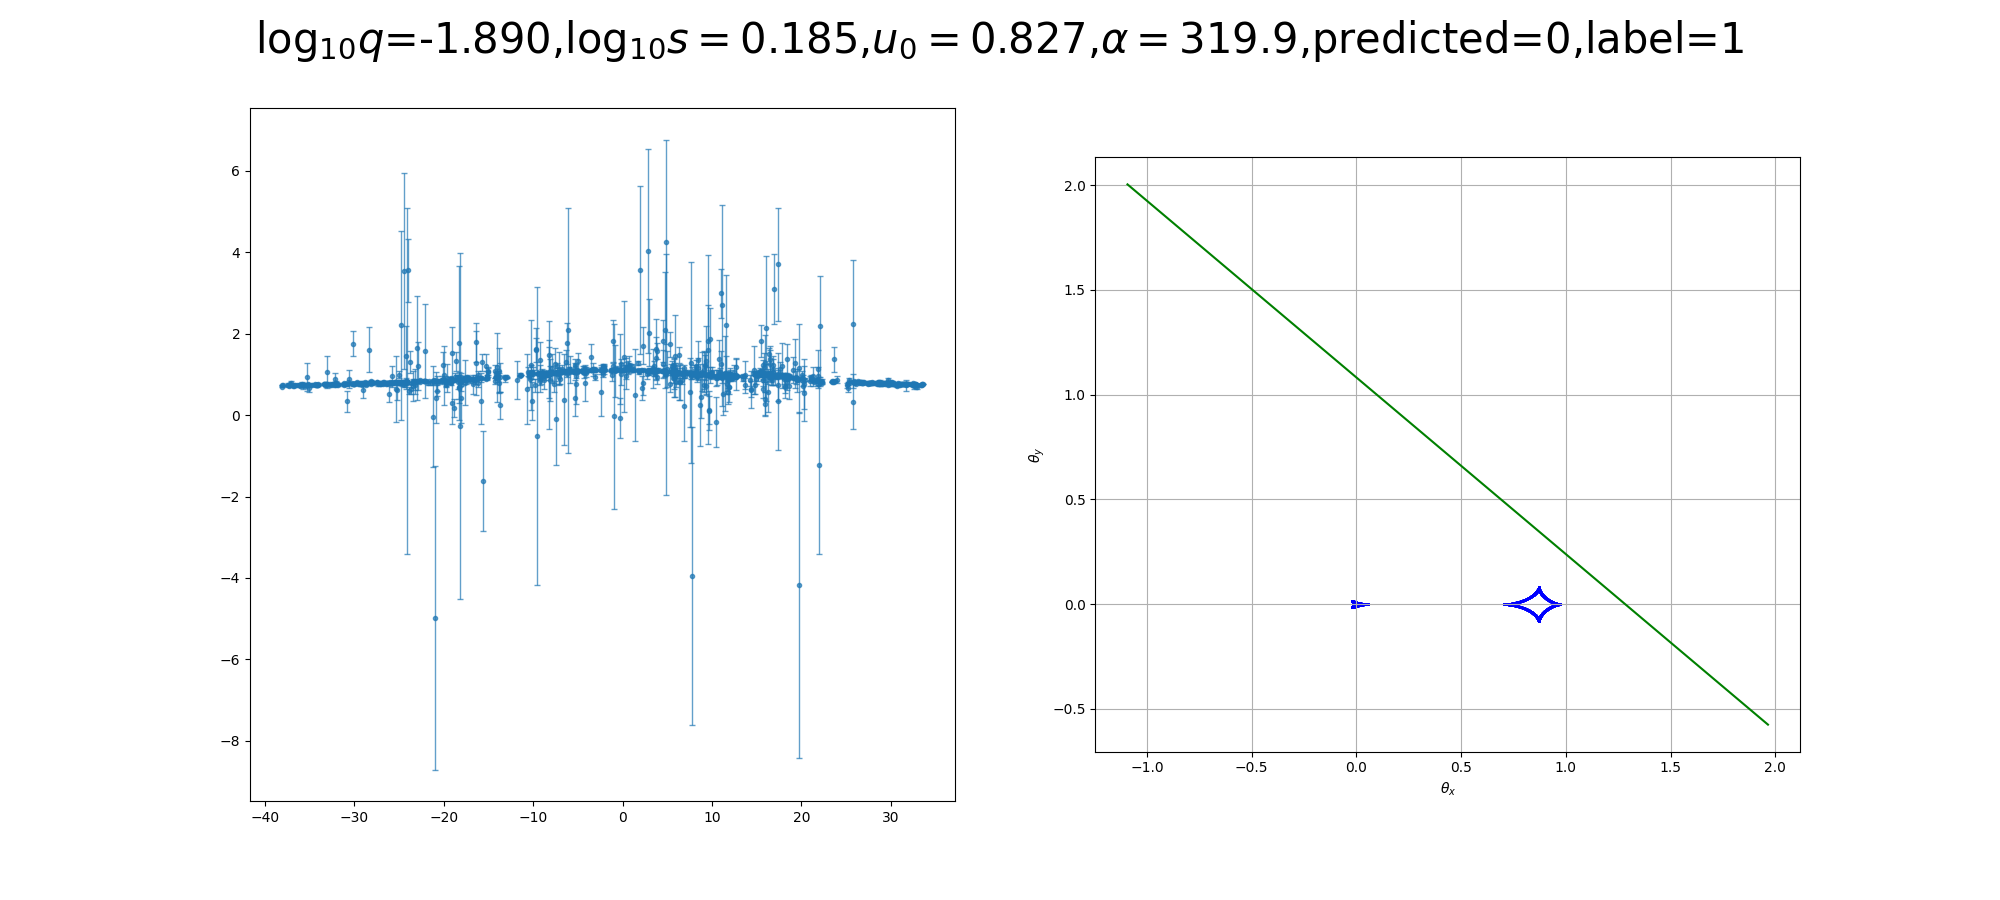 log₁₀q=-1.890,log₁₀s = 0.185,u₀ = 0.827,α = 319.9,predicted=0,label=1
6
4
2
0
−2
−4
−6
−8
−40 −30 −20 −10 0 10 20 30
2.0
1.5
1.0
0.5
0.0
−0.5
θy
−1.0 −0.5 0.0 0.5 1.0 1.5 2.0
θx